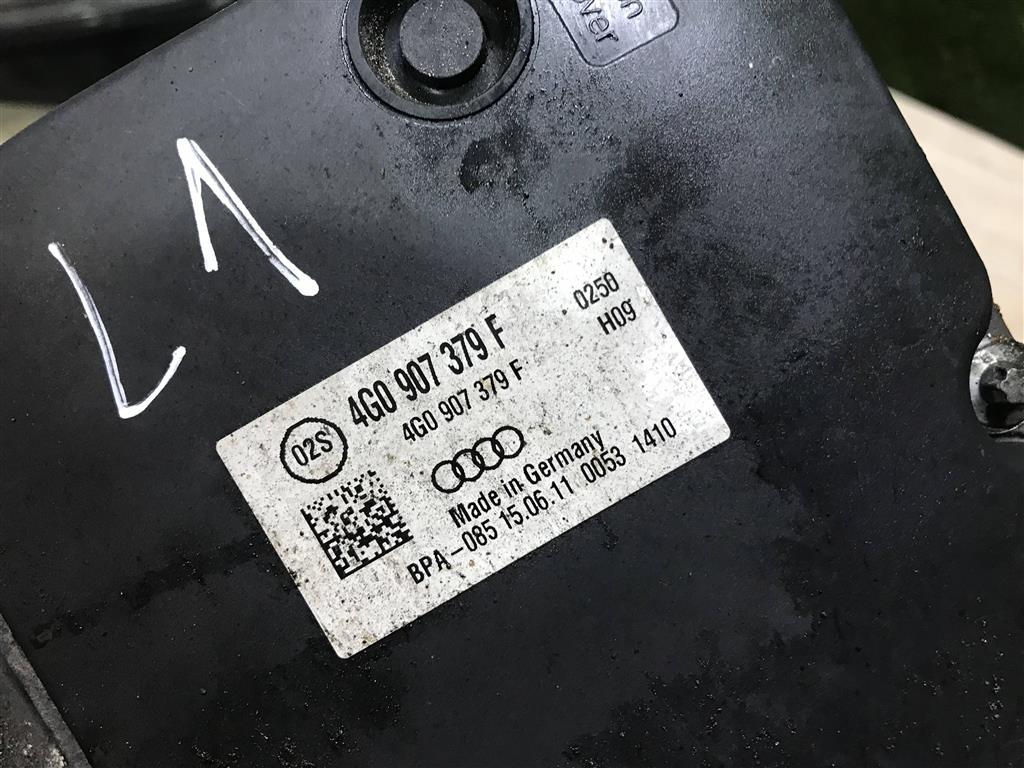 over
L1
4G0 907 379 F
0250
4G0 907 379 F
H09
02S
Made in Germany
BPA-085 15.06.11 0053 1410